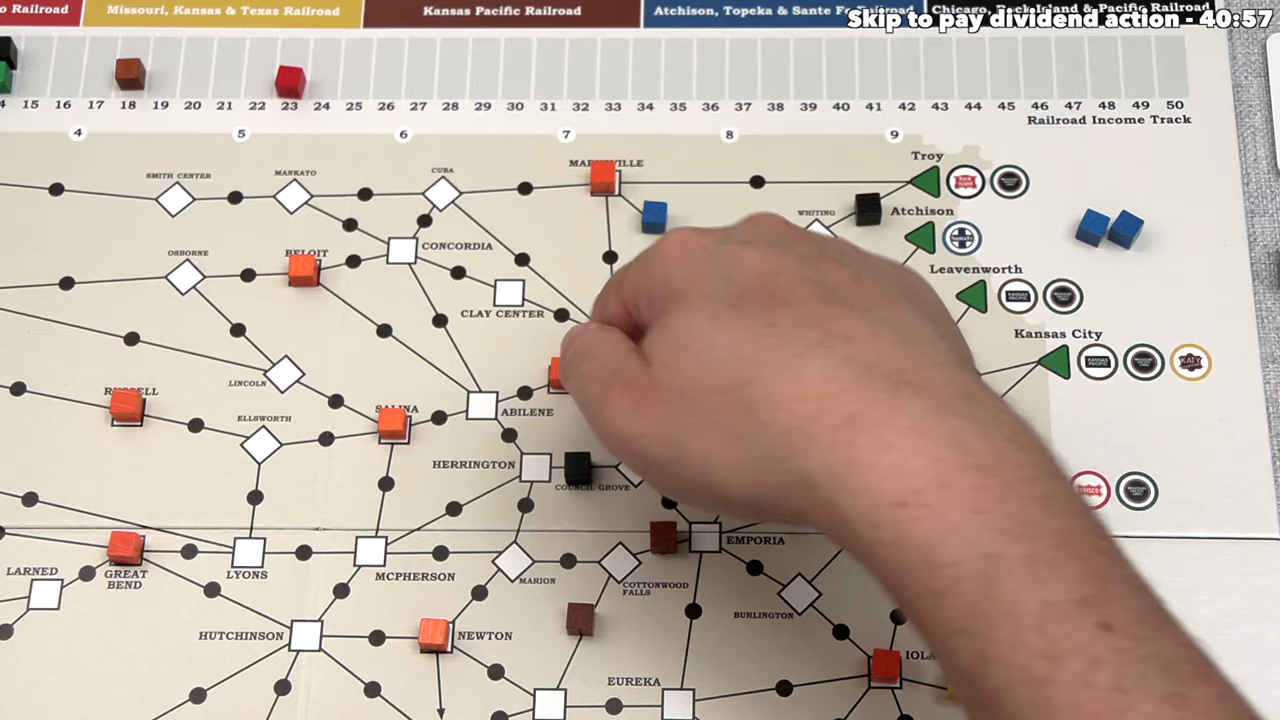 o Railroad
Missouri, Kansas & Texas Railroad
Kansas Pacific Railroad
Atchison, Topeka & Santa Fe Railroad
Chicago, Rock Island & Pacific Railroad
Skip to pay dividend action - 40:57
4 15 16 17 18 19 20 21 22 23 24 25 26 27 28 29 30 31 32 33 34 35 36 37 38 39 40 41 42 43 44 45 46 47 48 49 50
Railroad Income Track
4 5 6 7 8 9
Troy
SMITH CENTER
MANKATO
CUBA
WHITING
Atchison
OSBORNE
BELOIT
CONCORDIA
Leavenworth
CLAY CENTER
Kansas City
KATY
LINCOLN
RUSSELL
SALINA
ABILENE
ELLSWORTH
HERRINGTON
COUNCIL GROVE
FRISCO
EMPORIA
LARNED
GREAT
BEND
LYONS
MCPHERSON
MARION
COTTONWOOD
FALLS
BURLINGTON
HUTCHINSON
NEWTON
IOLA
EUREKA